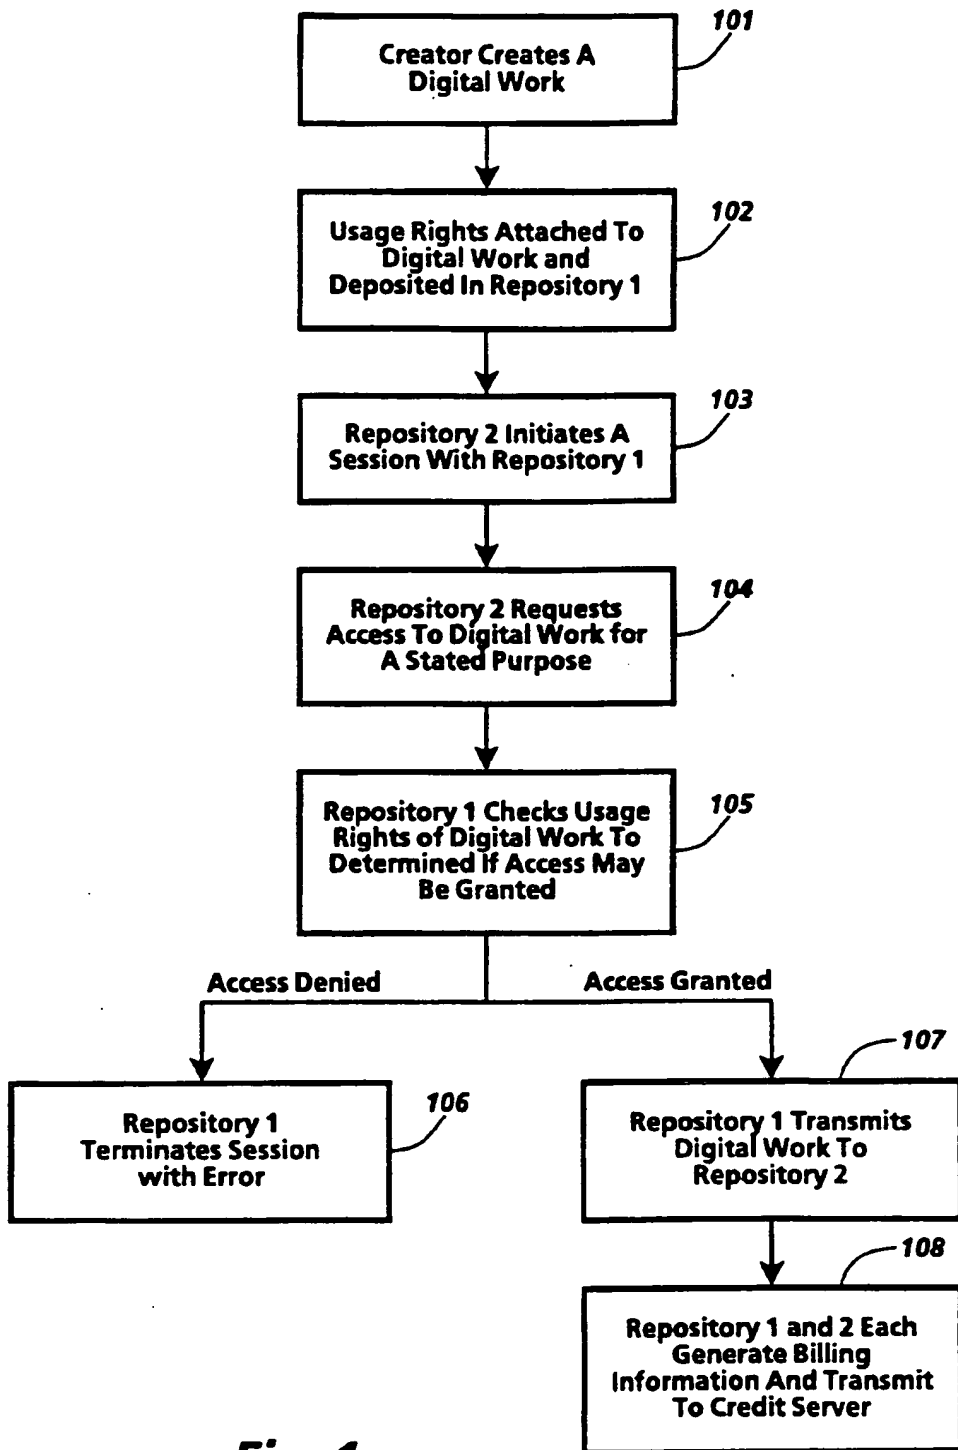 101
Creator Creates A
Digital Work
102
Usage Rights Attached To
Digital Work and
Deposited In Repository 1
103
Repository 2 Initiates A
Session With Repository 1
104
Repository 2 Requests
Access To Digital Work for
A Stated Purpose
105
Repository 1 Checks Usage
Rights of Digital Work To
Determined If Access May
Be Granted
Access Denied
Access Granted
106
Repository 1
Terminates Session
with Error
107
Repository 1 Transmits
Digital Work To
Repository 2
108
Repository 1 and 2 Each
Generate Billing
Information And Transmit
To Credit Server